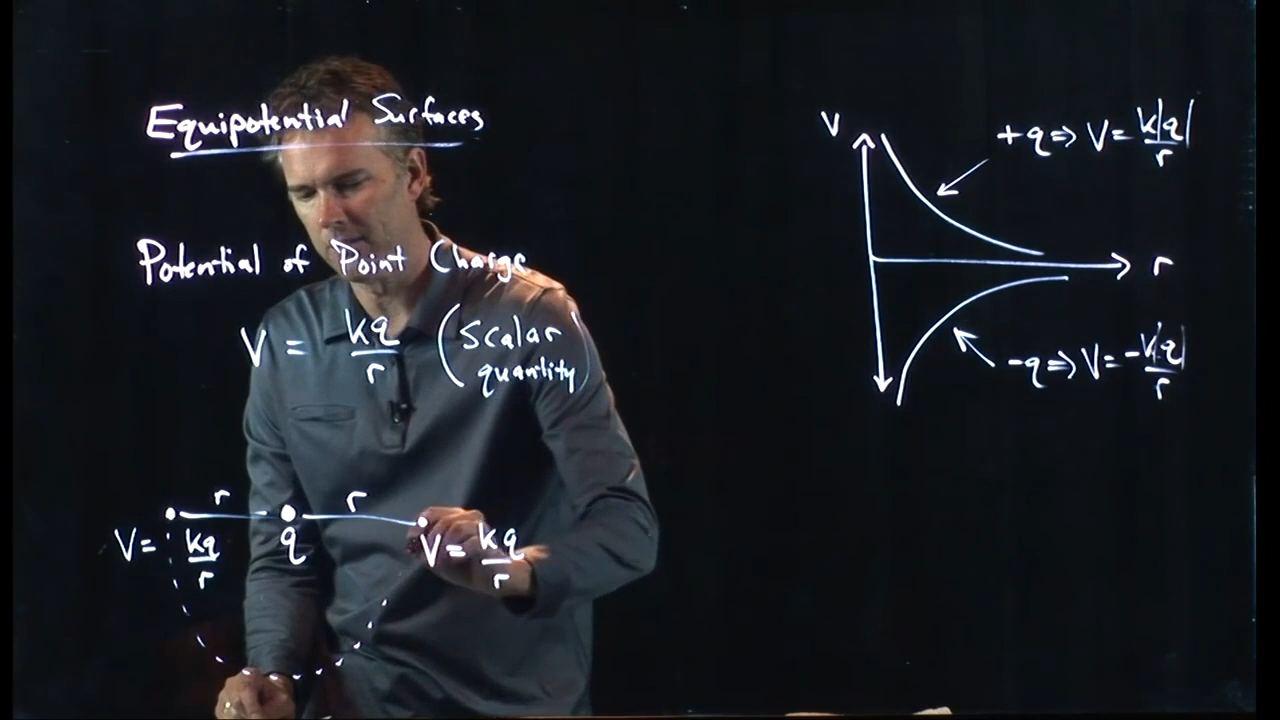 Equipotential Surfaces
Potential of Point Charge
V = kq/r (Scalar quantity)
r r
q
V = kq/r V = kq/r
V
+q ⇒ V = k|q|/r
r
-q ⇒ V = -k|q|/r